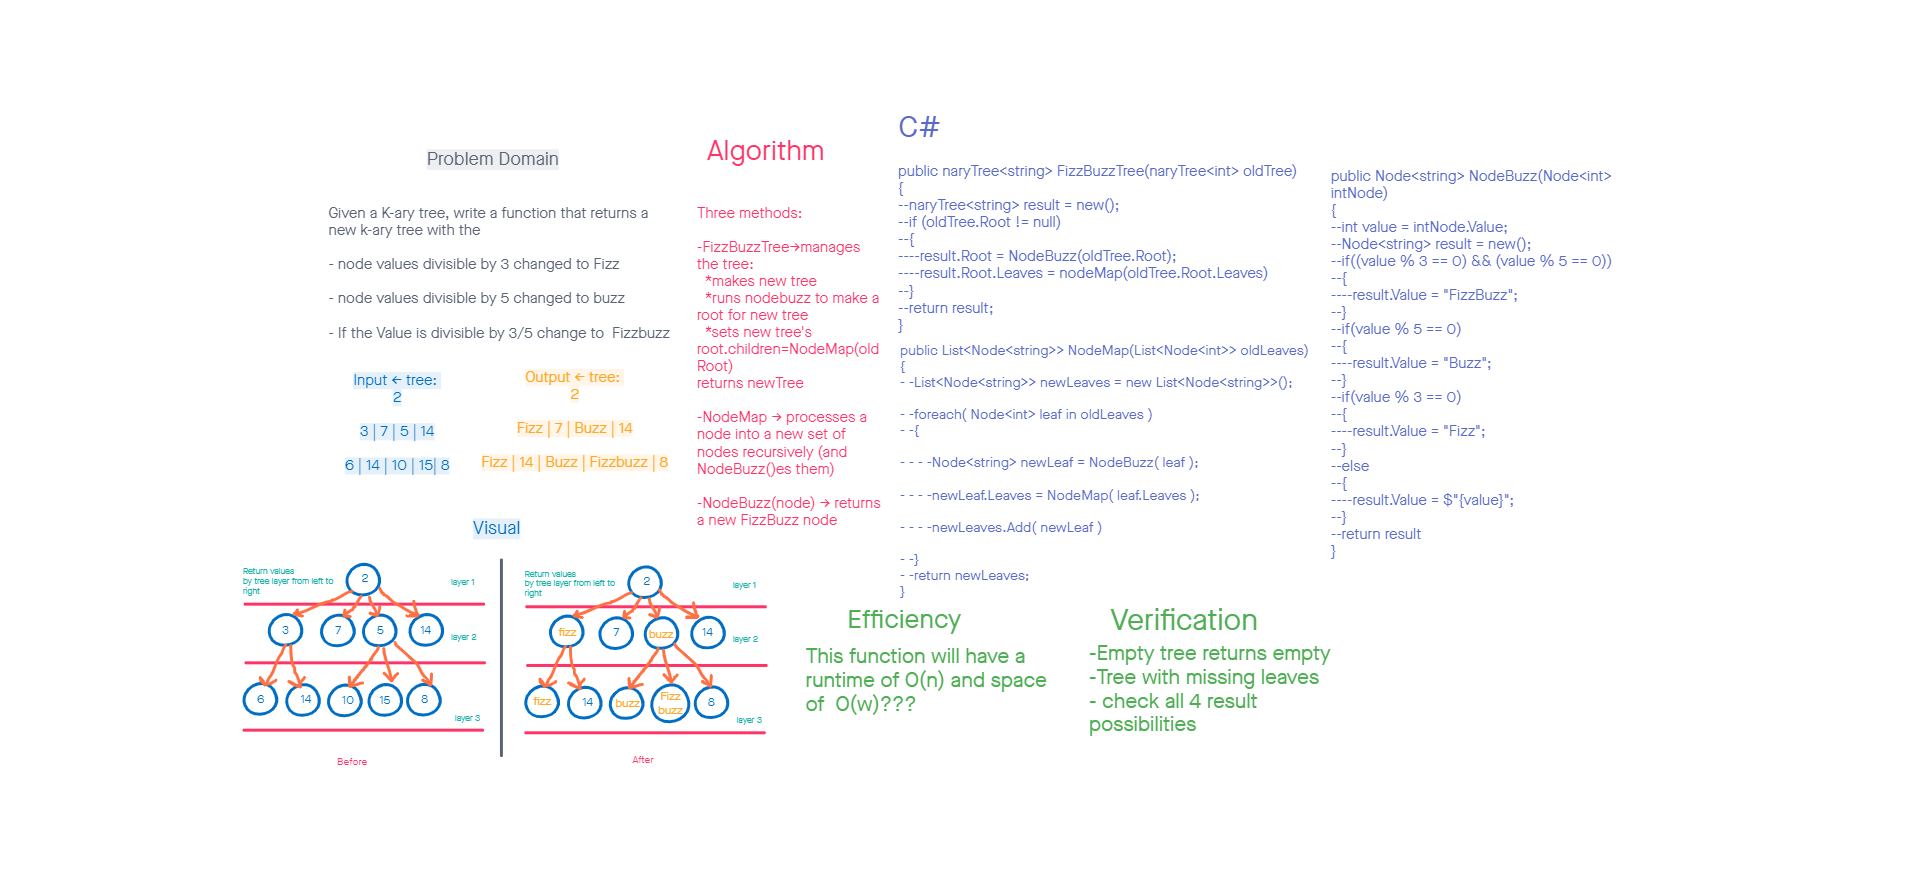 Problem Domain
Given a K-ary tree, write a function that returns a
new k-ary tree with the
- node values divisible by 3 changed to Fizz
- node values divisible by 5 changed to buzz
- If the Value is divisible by 3/5 change to  Fizzbuzz
Input ← tree:
2
3 | 7 | 5 | 14
6 | 14 | 10 | 15| 8
Output ← tree:
2
Fizz | 7 | Buzz | 14
Fizz | 14 | Buzz | Fizzbuzz | 8
Visual
Return values
by tree layer from left to
right
2
layer 1
3
7
5
14
layer 2
6
14
10
15
8
layer 3
Before
Return values
by tree layer from left to
right
2
layer 1
fizz
7
buzz
14
layer 2
fizz
14
buzz
Fizz
buzz
8
layer 3
After
Algorithm
Three methods:
-FizzBuzzTree→manages
the tree:
*makes new tree
*runs nodebuzz to make a
root for new tree
*sets new tree's
root.children=NodeMap(old
Root)
returns newTree
-NodeMap → processes a
node into a new set of
nodes recursively (and
NodeBuzz()es them)
-NodeBuzz(node) → returns
a new FizzBuzz node
C#
public naryTree<string> FizzBuzzTree(naryTree<int> oldTree)
{
--naryTree<string> result = new();
--if (oldTree.Root != null)
--{
----result.Root = NodeBuzz(oldTree.Root);
----result.Root.Leaves = nodeMap(oldTree.Root.Leaves)
--}
--return result;
}
public List<Node<string>> NodeMap(List<Node<int>> oldLeaves)
{
- -List<Node<string>> newLeaves = new List<Node<string>>();
- -foreach( Node<int> leaf in oldLeaves )
- -{
- - - -Node<string> newLeaf = NodeBuzz( leaf );
- - - -newLeaf.Leaves = NodeMap( leaf.Leaves );
- - - -newLeaves.Add( newLeaf )
- -}
- -return newLeaves;
}
public Node<string> NodeBuzz(Node<int>
intNode)
{
--int value = intNode.Value;
--Node<string> result = new();
--if((value % 3 == 0) && (value % 5 == 0))
--{
----result.Value = "FizzBuzz";
--}
--if(value % 5 == 0)
--{
----result.Value = "Buzz";
--}
--if(value % 3 == 0)
--{
----result.Value = "Fizz";
--}
--else
--{
----result.Value = $"{value}";
--}
--return result
}
Efficiency
This function will have a
runtime of O(n) and space
of  O(w)???
Verification
-Empty tree returns empty
-Tree with missing leaves
- check all 4 result
possibilities